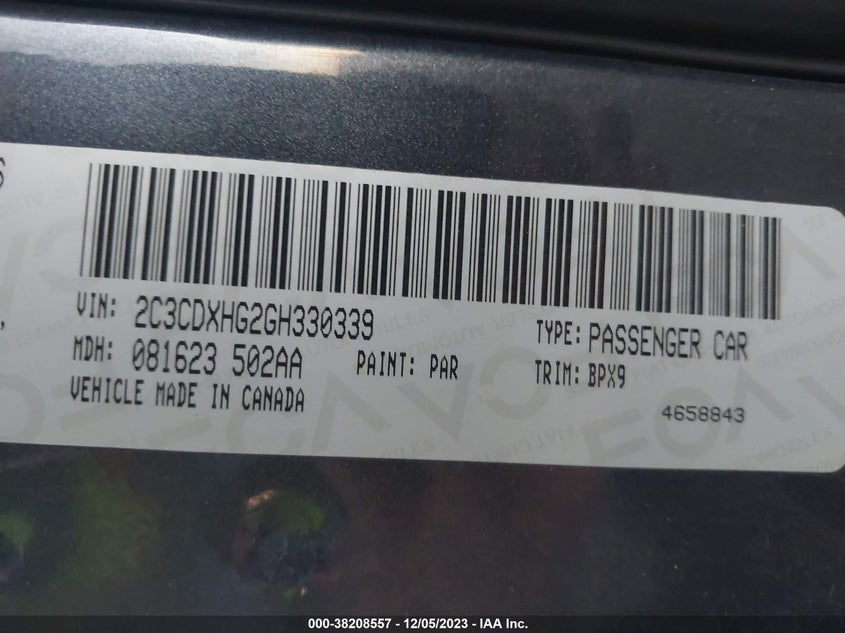 VIN: 2C3CDXHG2GH330339 TYPE: PASSENGER CAR
MDH: 081623 502AA PAINT: PAR TRIM: BPX9
VEHICLE MADE IN CANADA 4658843
000-38208557 - 12/05/2023 - IAA Inc.